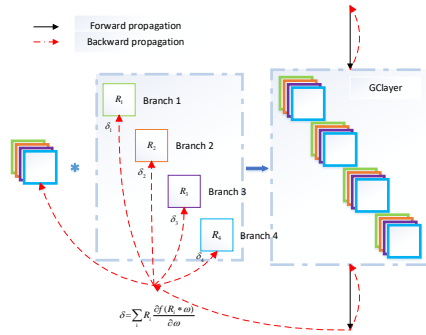 Forward propagation
Backward propagation
GClayer
R₁ Branch 1
δ₁
R₂ Branch 2
δ₂
*
R₃ Branch 3
δ₃
R₄ Branch 4
δ₄
δ = ∑ᵢ Rᵢ ∂f(Rᵢ * ω) / ∂ω